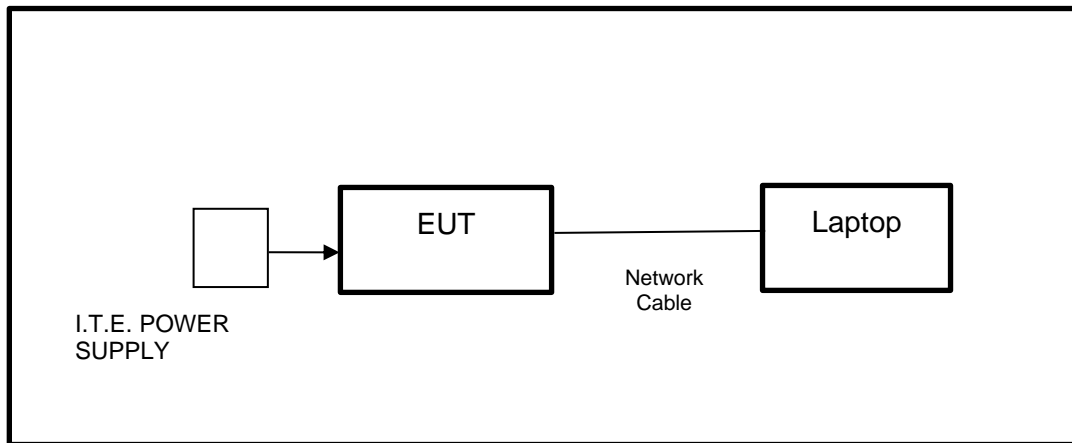 EUT
Laptop
Network
Cable
I.T.E. POWER
SUPPLY